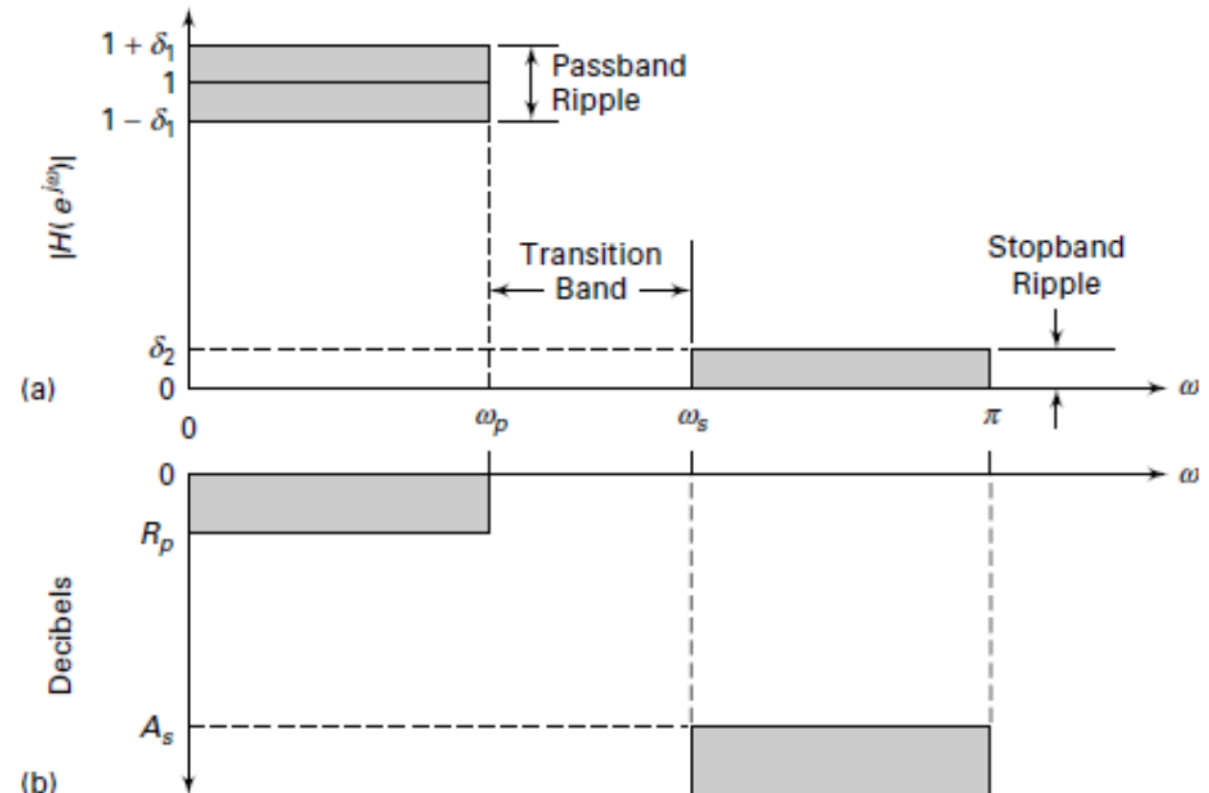 1 + δ₁
1
1 − δ₁
Passband
Ripple
|H( e^{jω})|
Transition
Band
Stopband
Ripple
δ₂
0
(a)
ω
0
ωₚ
ωₛ
π
0
ω
Rₚ
Decibels
Aₛ
(b)